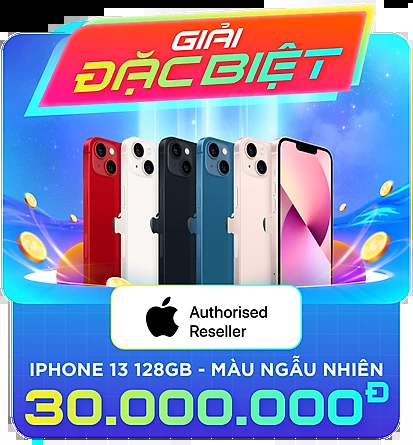 GIẢI
ĐẶC BIỆT
Authorised
Reseller
IPHONE 13 128GB - MÀU NGẪU NHIÊN
30.000.000Đ